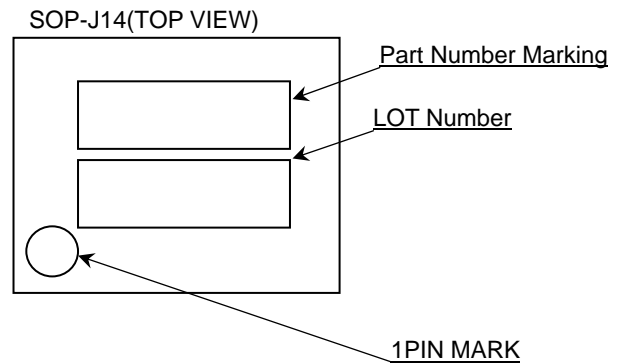 SOP-J14(TOP VIEW)
Part Number Marking
LOT Number
1PIN MARK